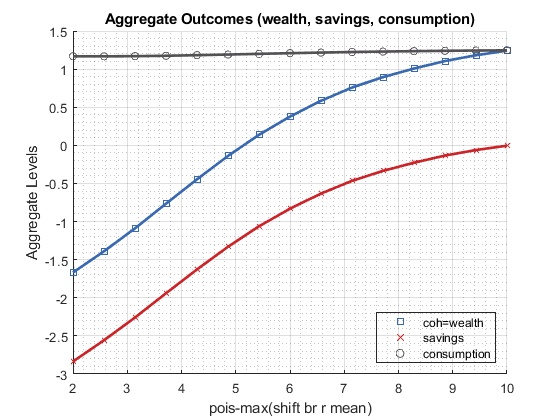 Aggregate Outcomes (wealth, savings, consumption)
1.5
1
0.5
0
-0.5
-1
-1.5
-2
-2.5
-3
Aggregate Levels
coh=wealth
savings
consumption
2 3 4 5 6 7 8 9 10
pois-max(shift br r mean)